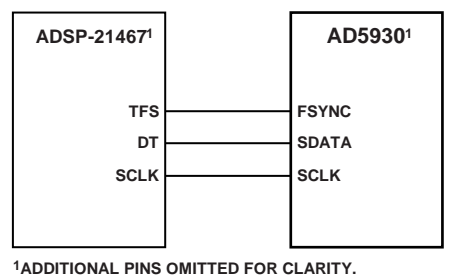 ADSP-21467¹ AD5930¹
TFS FSYNC
DT SDATA
SCLK SCLK
¹ADDITIONAL PINS OMITTED FOR CLARITY.